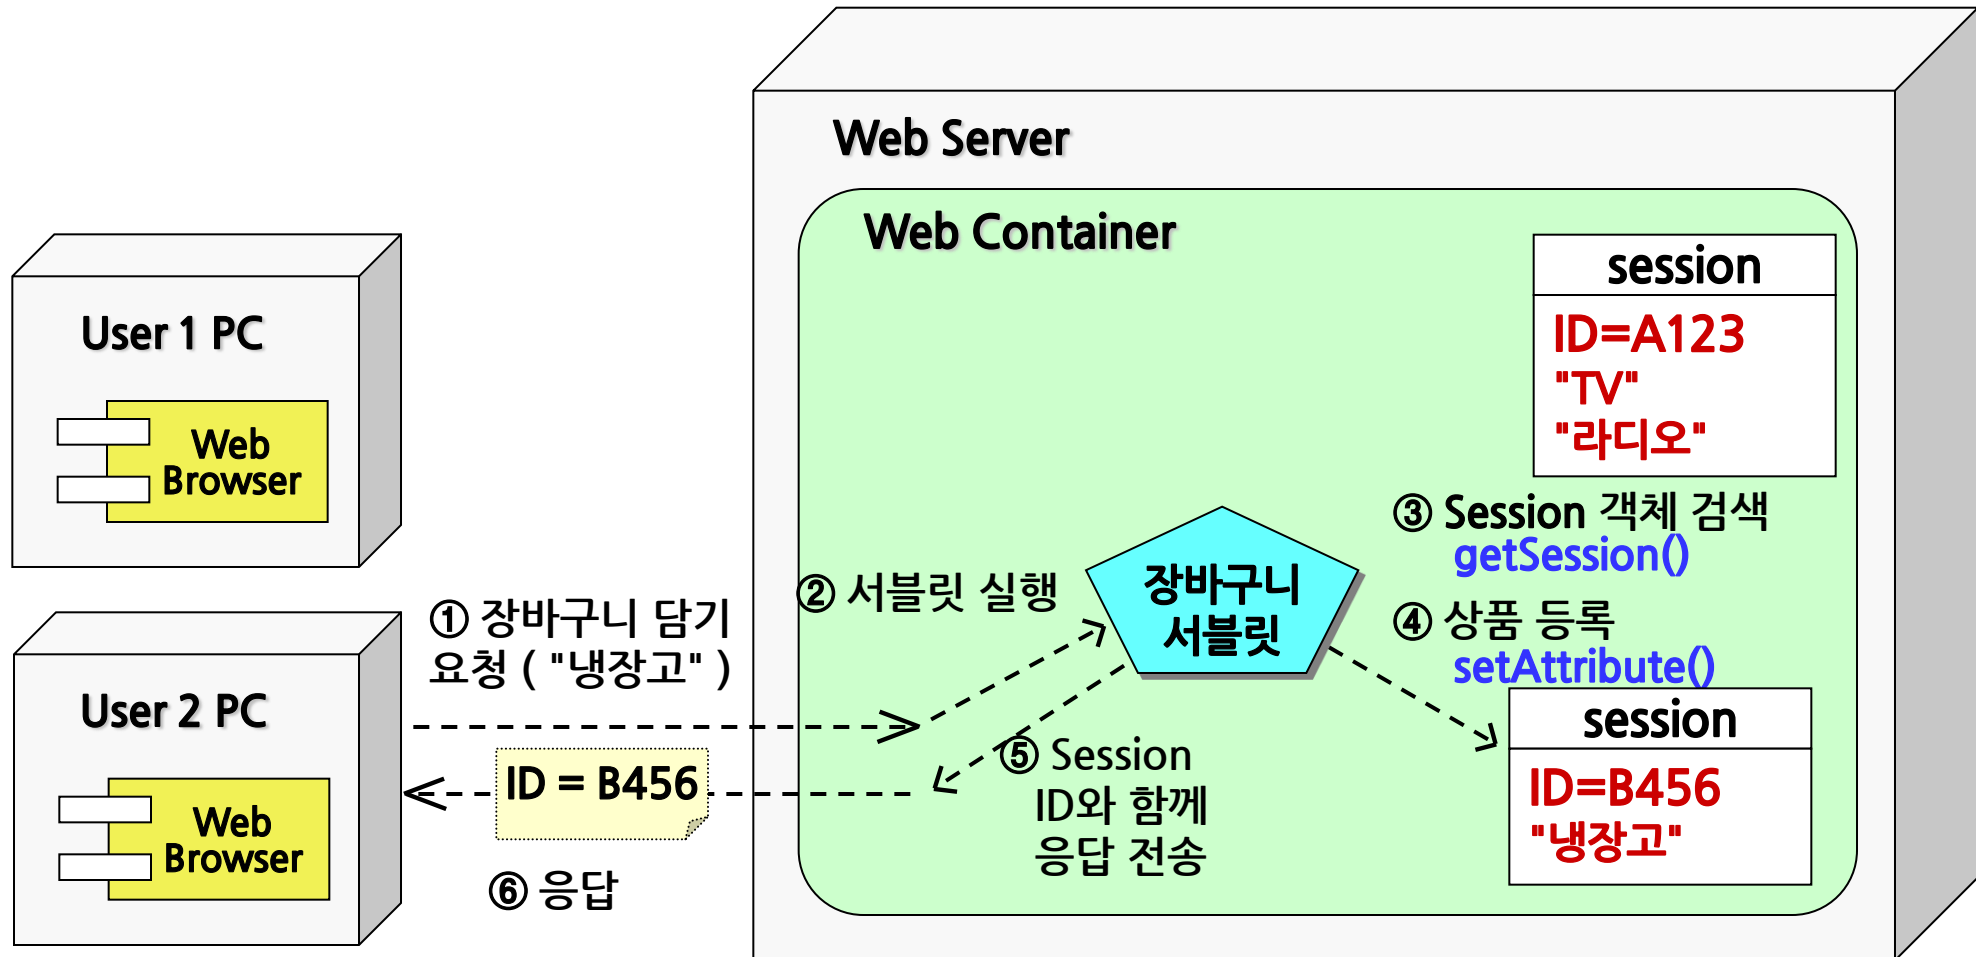 Web Server
Web Container
session
ID=A123
"TV"
"라디오"
User 1 PC
Web
Browser
③ Session 객체 검색
getSession()
장바구니
서블릿
② 서블릿 실행
① 장바구니 담기
요청 ( "냉장고" )
④ 상품 등록
setAttribute()
User 2 PC
session
ID=B456
"냉장고"
ID = B456
⑤ Session
ID와 함께
응답 전송
Web
Browser
⑥ 응답